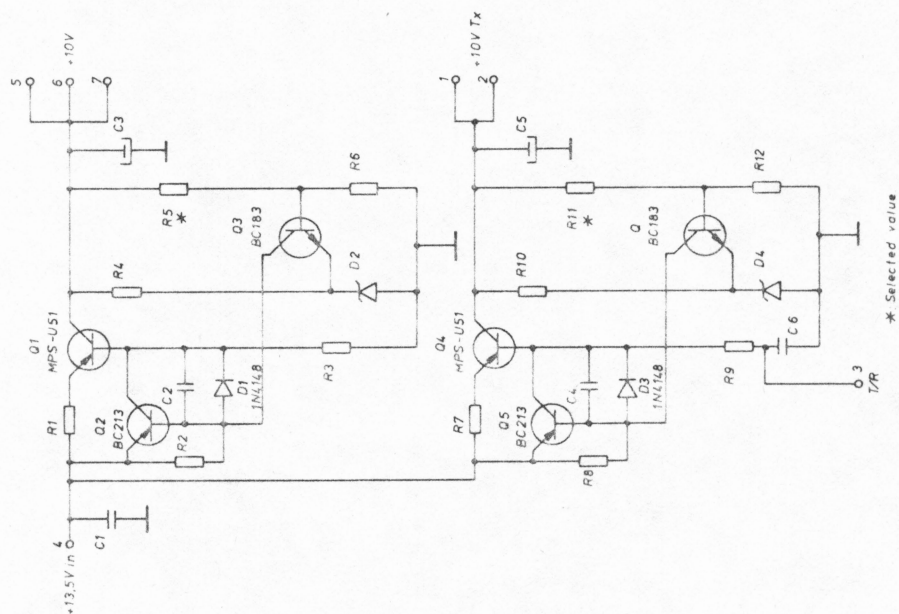 5
6
+10V
7
C3
R5
*
R6
Q3
BC183
R4
D2
Q1
MPS-U51
R1
Q2
BC213
C2
D1
1N4148
R2
R3
+13,5V in
4
C1
1
+10V Tx
2
C5
R11
*
R12
Q
BC183
R10
D4
Q4
MPS-U51
R7
Q5
BC213
C4
D3
1N4148
R8
R9
C6
3
T/R
* Selected value